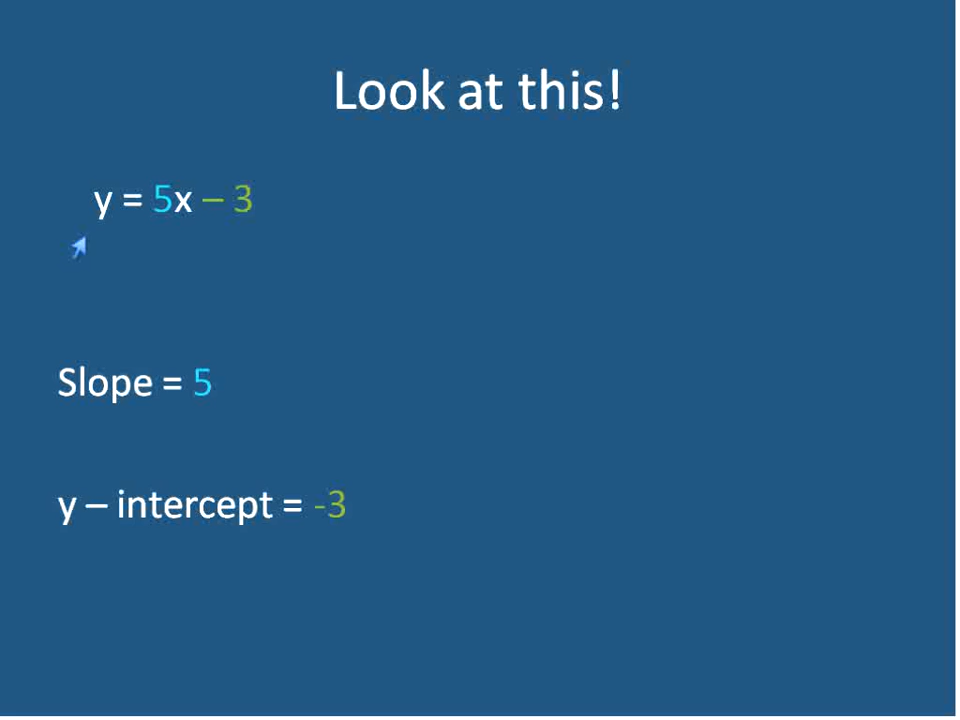 Look at this!
y = 5x – 3
Slope = 5
y – intercept = -3